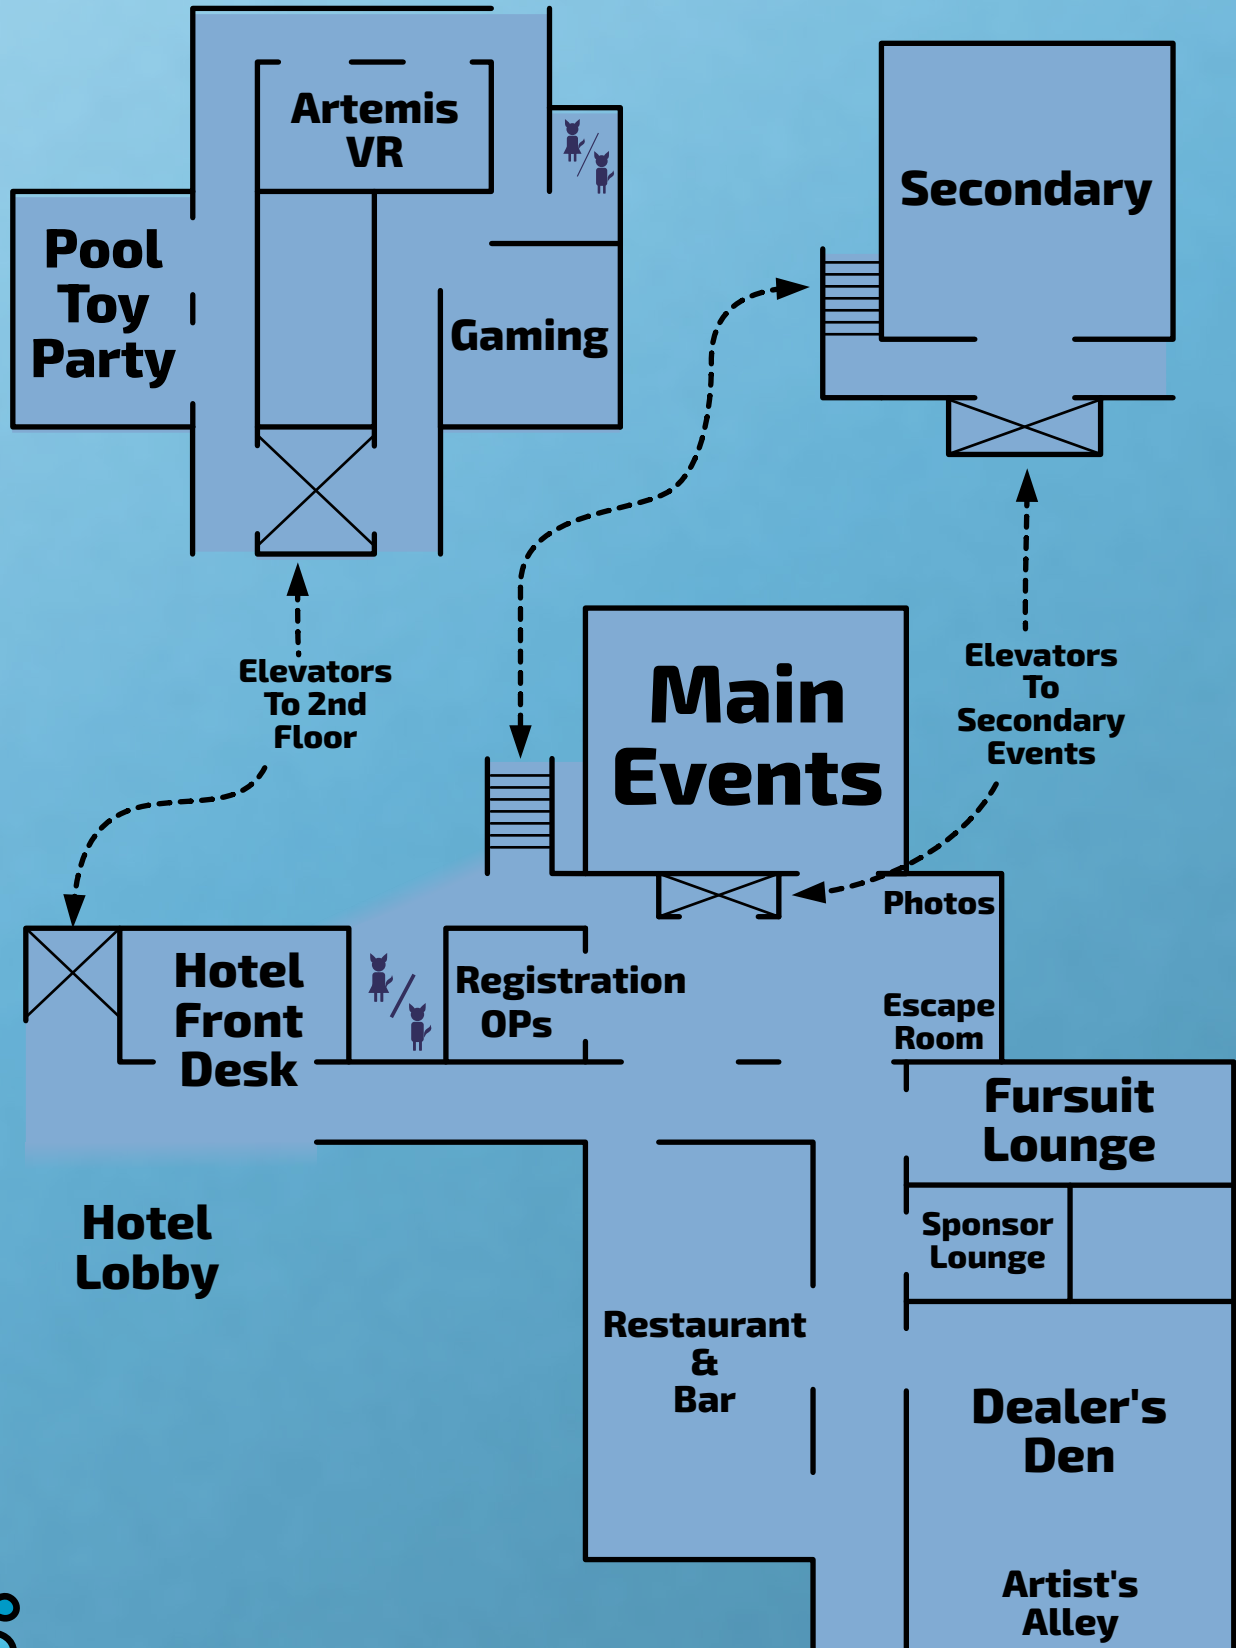 Artemis
VR
Pool
Toy
Party
Gaming
Secondary
Elevators
To 2nd
Floor
Main
Events
Elevators
To
Secondary
Events
Photos
Hotel
Front
Desk
Registration
OPs
Escape
Room
Fursuit
Lounge
Hotel
Lobby
Sponsor
Lounge
Restaurant
&
Bar
Dealer's
Den
Artist's
Alley